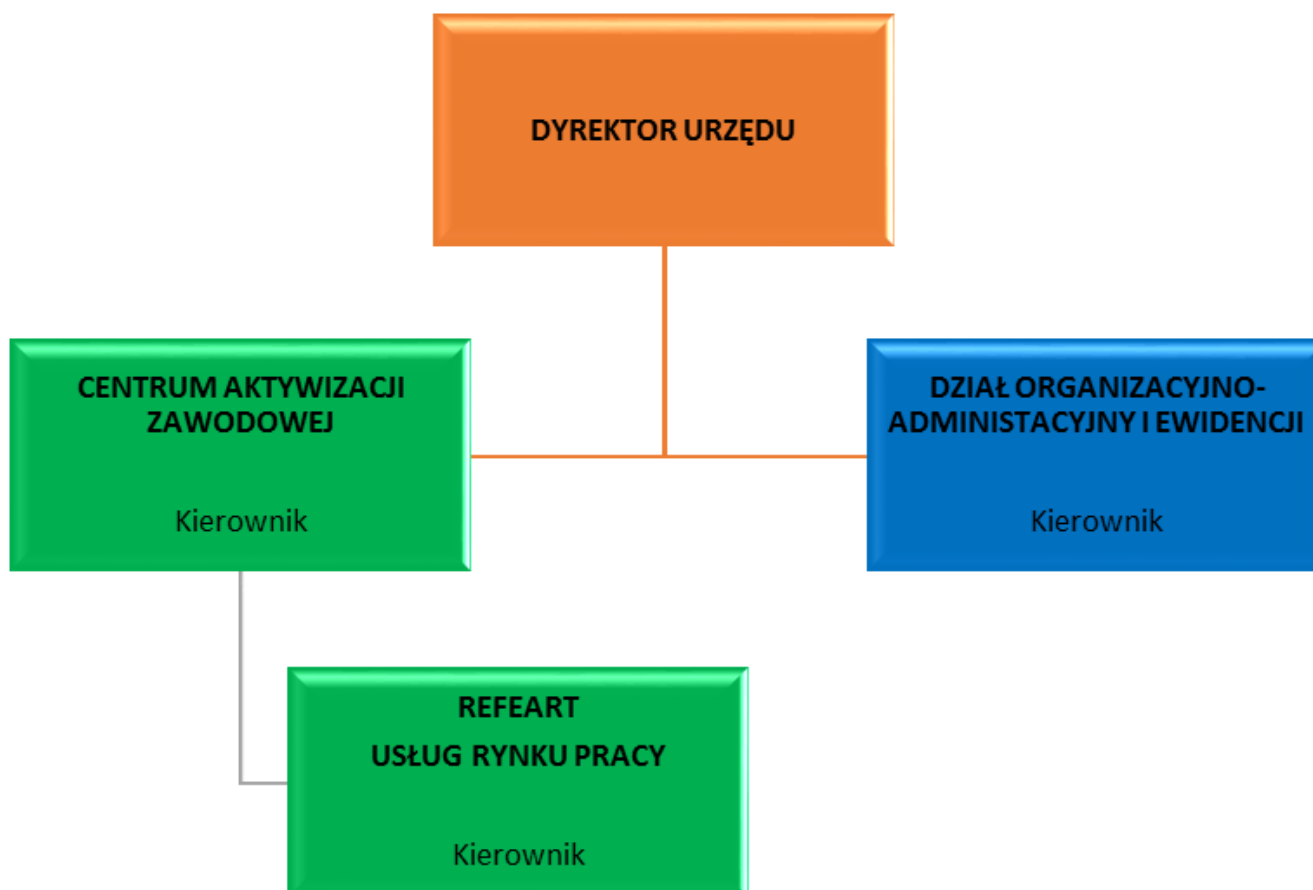 DYREKTOR URZĘDU
CENTRUM AKTYWIZACJI
ZAWODOWEJ
Kierownik
DZIAŁ ORGANIZACYJNO-
ADMINISTACYJNY I EWIDENCJI
Kierownik
REFEART
USŁUG RYNKU PRACY
Kierownik